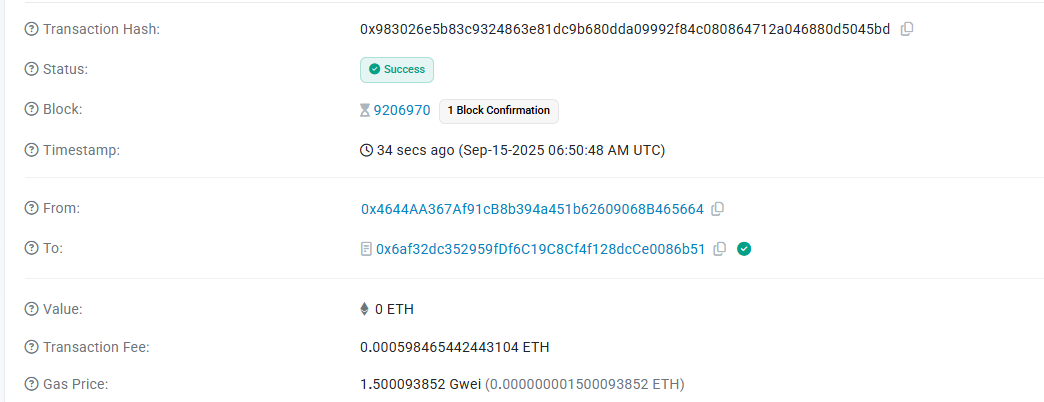 Transaction Hash: 0x983026e5b83c9324863e81dc9b680dda09992f84c080864712a046880d5045bd
Status: Success
Block: 9206970 1 Block Confirmation
Timestamp: 34 secs ago (Sep-15-2025 06:50:48 AM UTC)
From: 0x4644AA367Af91cB8b394a451b62609068B465664
To: 0x6af32dc352959fDf6C19C8Cf4f128dcCe0086b51
Value: 0 ETH
Transaction Fee: 0.000598465442443104 ETH
Gas Price: 1.500093852 Gwei (0.000000001500093852 ETH)